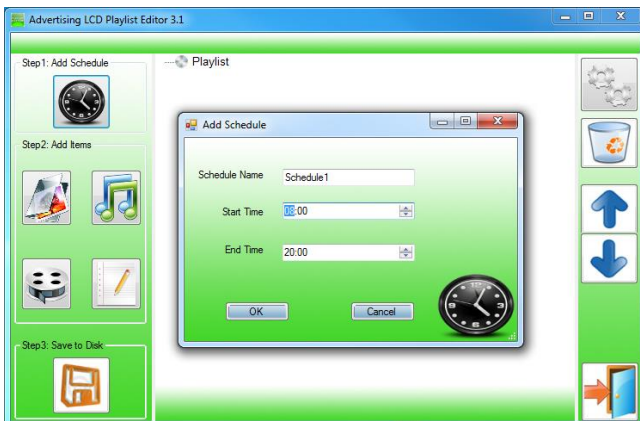 Advertising LCD Playlist Editor 3.1
Step1: Add Schedule
Playlist
Add Schedule
Step2: Add Items
Schedule Name
Schedule1
Start Time
08:00
End Time
20:00
OK
Cancel
Step3: Save to Disk